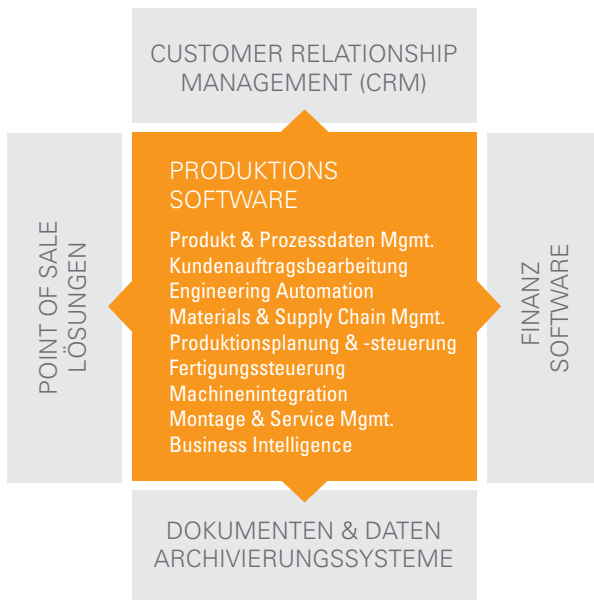 CUSTOMER RELATIONSHIP
MANAGEMENT (CRM)
POINT OF SALE
LÖSUNGEN
PRODUKTIONS
SOFTWARE
Produkt & Prozessdaten Mgmt.
Kundenauftragsbearbeitung
Engineering Automation
Materials & Supply Chain Mgmt.
Produktionsplanung & -steuerung
Fertigungssteuerung
Machinenintegration
Montage & Service Mgmt.
Business Intelligence
FINANZ
SOFTWARE
DOKUMENTEN & DATEN
ARCHIVIERUNGSSYSTEME